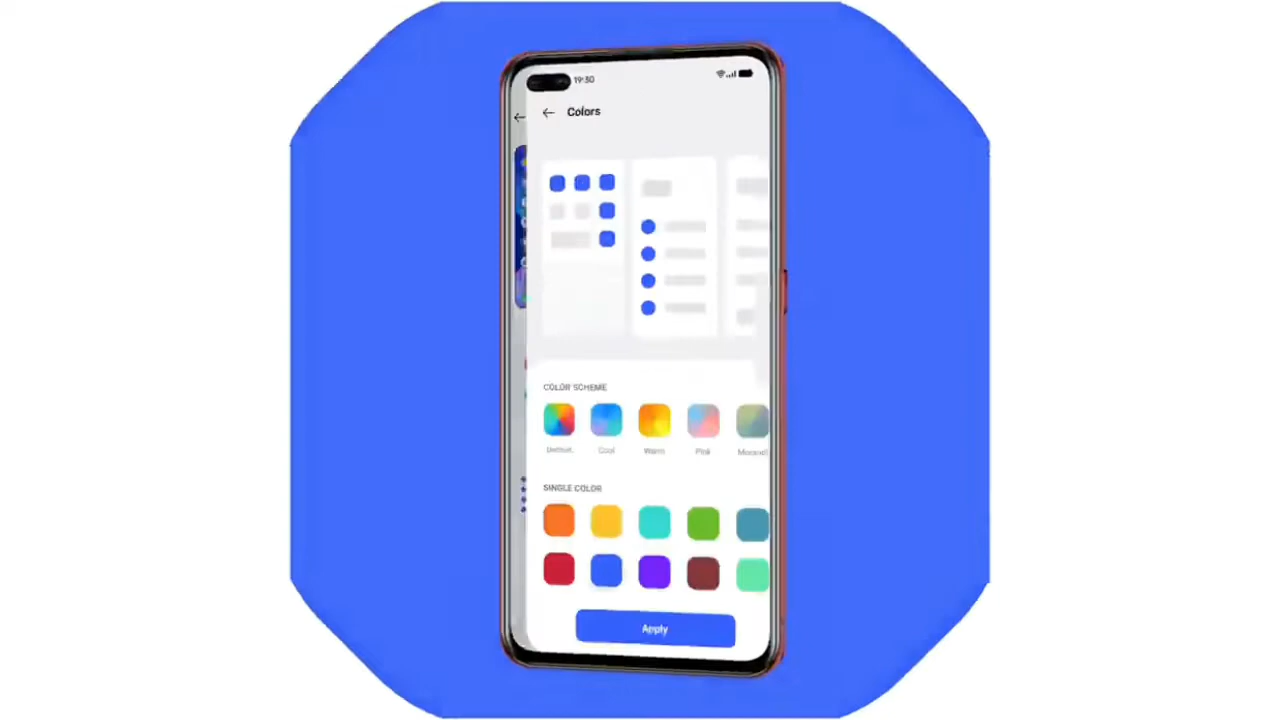 19:30
Colors
COLOR SCHEME
Default Cool Warm Pink
SINGLE COLOR
Apply